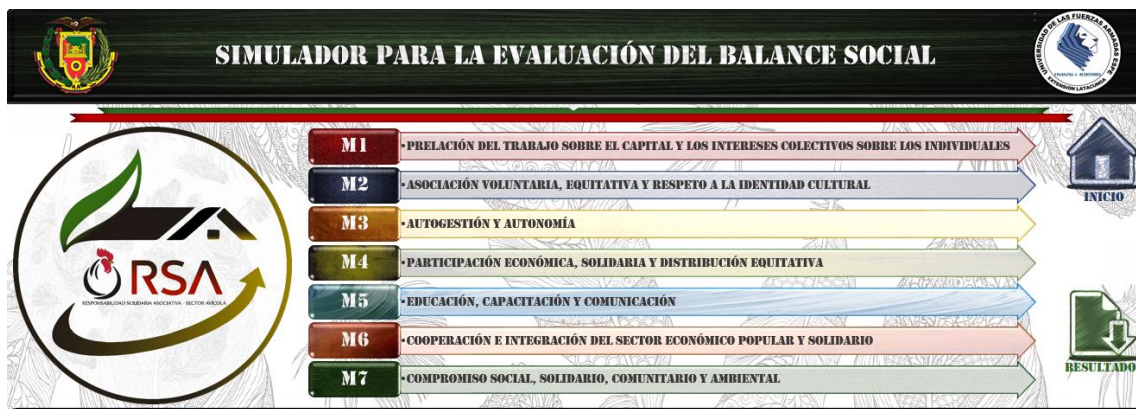 SIMULADOR PARA LA EVALUACIÓN DEL BALANCE SOCIAL
UNIVERSIDAD DE LAS FUERZAS ARMADAS ESPE
FINANZAS & AUDITORIA
EXTENSIÓN LATACUNGA
M1 •PRELACIÓN DEL TRABAJO SOBRE EL CAPITAL Y LOS INTERESES COLECTIVOS SOBRE LOS INDIVIDUALES
M2 •ASOCIACIÓN VOLUNTARIA, EQUITATIVA Y RESPETO A LA IDENTIDAD CULTURAL
INICIO
M3 •AUTOGESTIÓN Y AUTONOMÍA
M4 •PARTICIPACIÓN ECONÓMICA, SOLIDARIA Y DISTRIBUCIÓN EQUITATIVA
RSA
RESPONSABILIDAD SOLIDARIA ASOCIATIVA - SECTOR AVÍCOLA
M5 •EDUCACIÓN, CAPACITACIÓN Y COMUNICACIÓN
M6 •COOPERACIÓN E INTEGRACIÓN DEL SECTOR ECONÓMICO POPULAR Y SOLIDARIO
RESULTADO
M7 •COMPROMISO SOCIAL, SOLIDARIO, COMUNITARIO Y AMBIENTAL